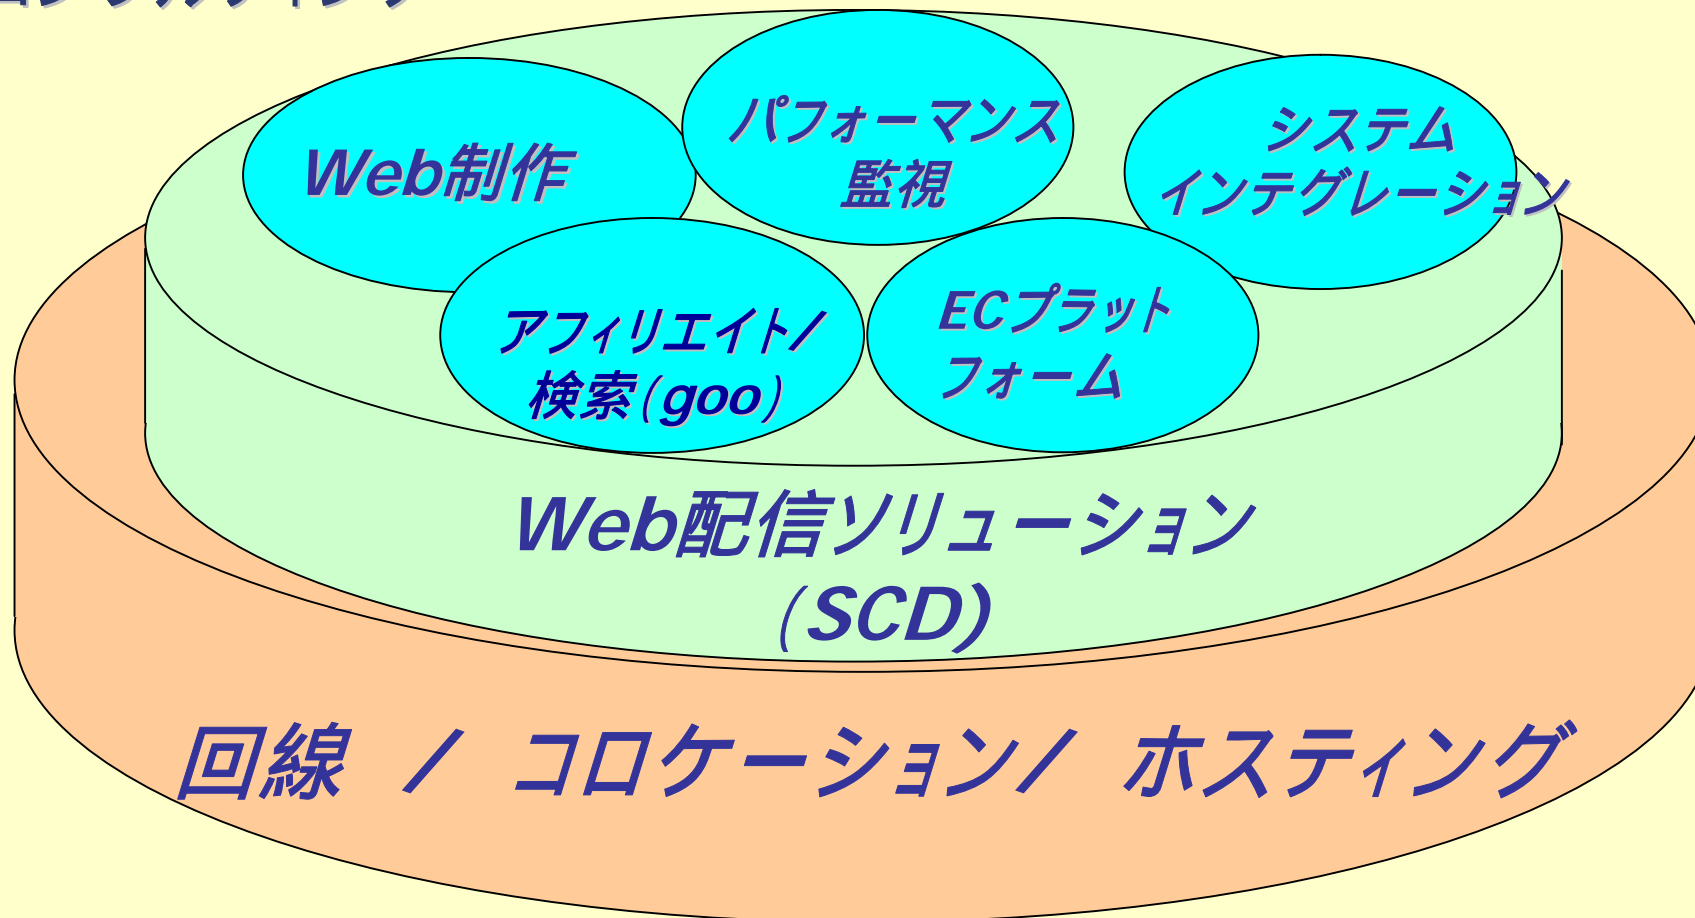 パフォーマンス
監視
システム
インテグレーション
Web制作
アフィリエイト/
検索(goo)
ECプラット
フォーム
Web配信ソリューション
(SCD)
回線 / コロケーション/ ホスティング